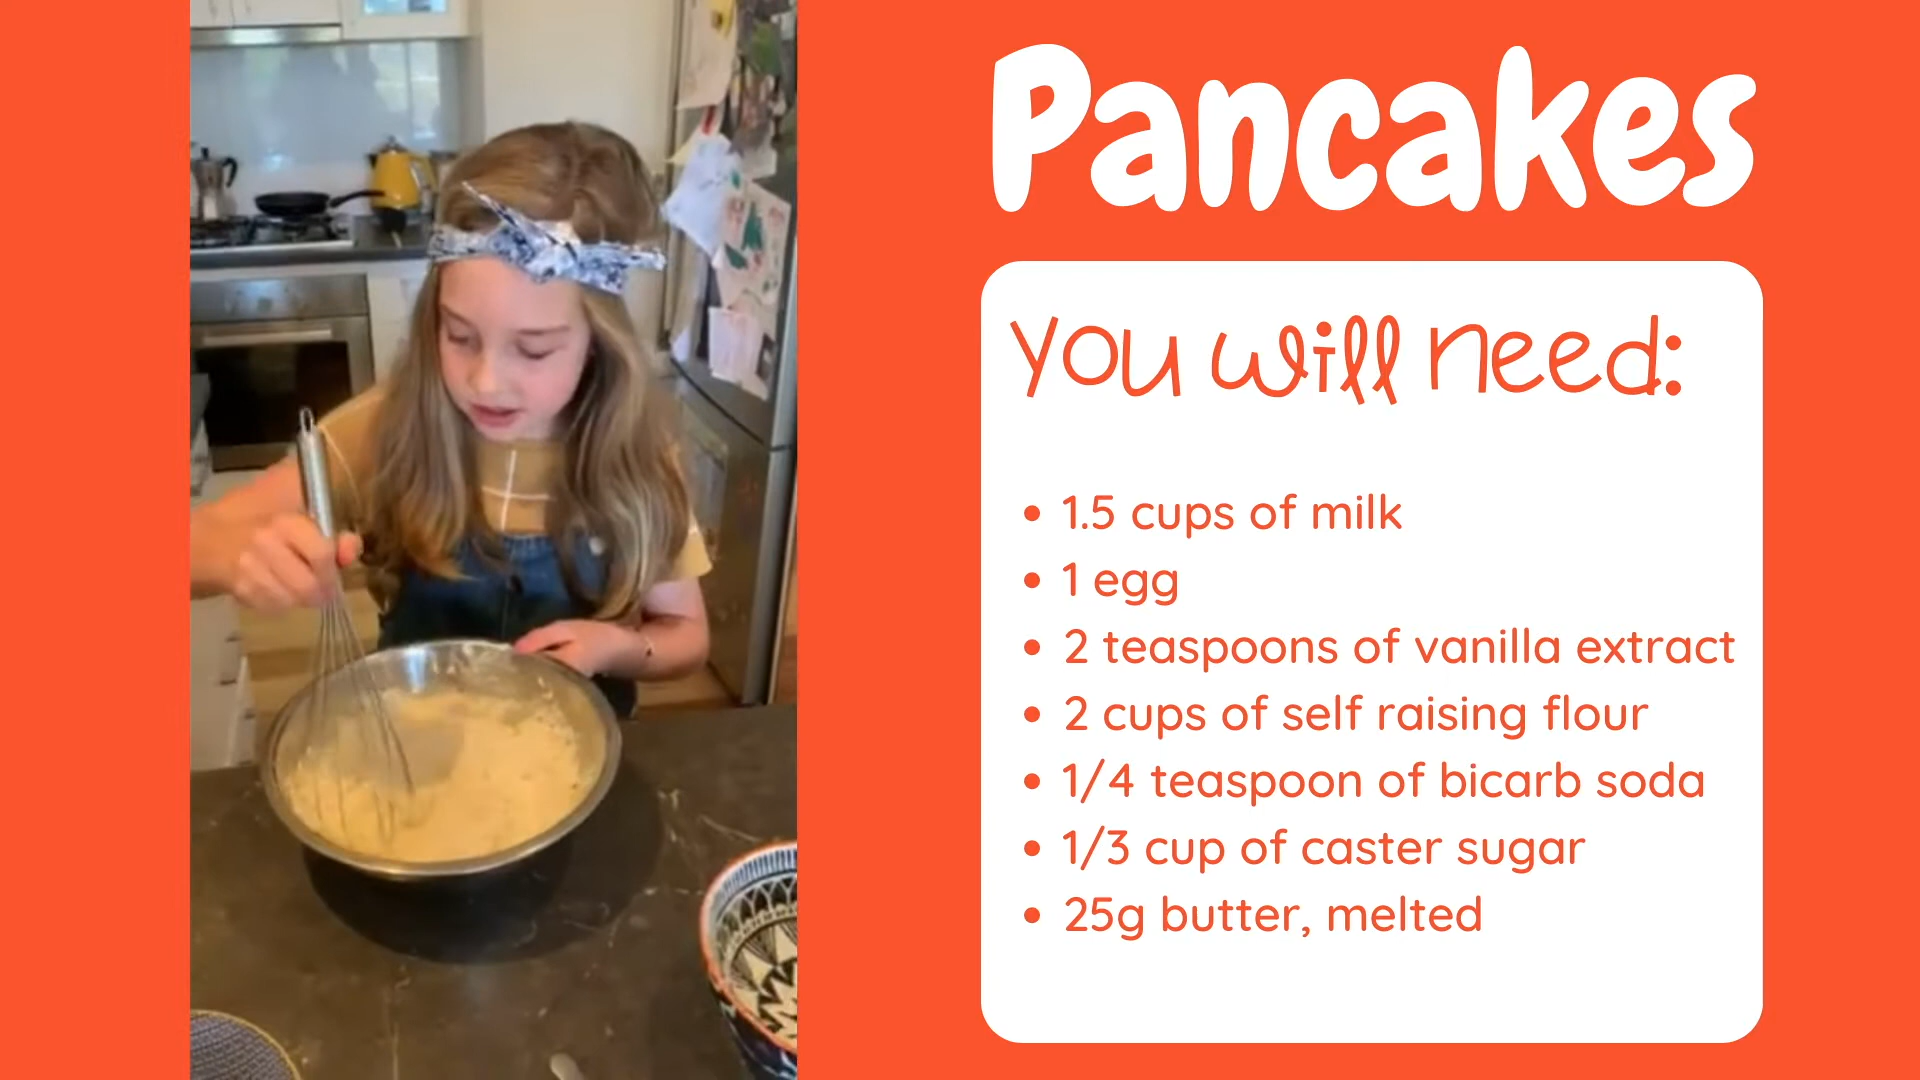 Pancakes
You will need:
• 1.5 cups of milk
• 1 egg
• 2 teaspoons of vanilla extract
• 2 cups of self raising flour
• 1/4 teaspoon of bicarb soda
• 1/3 cup of caster sugar
• 25g butter, melted